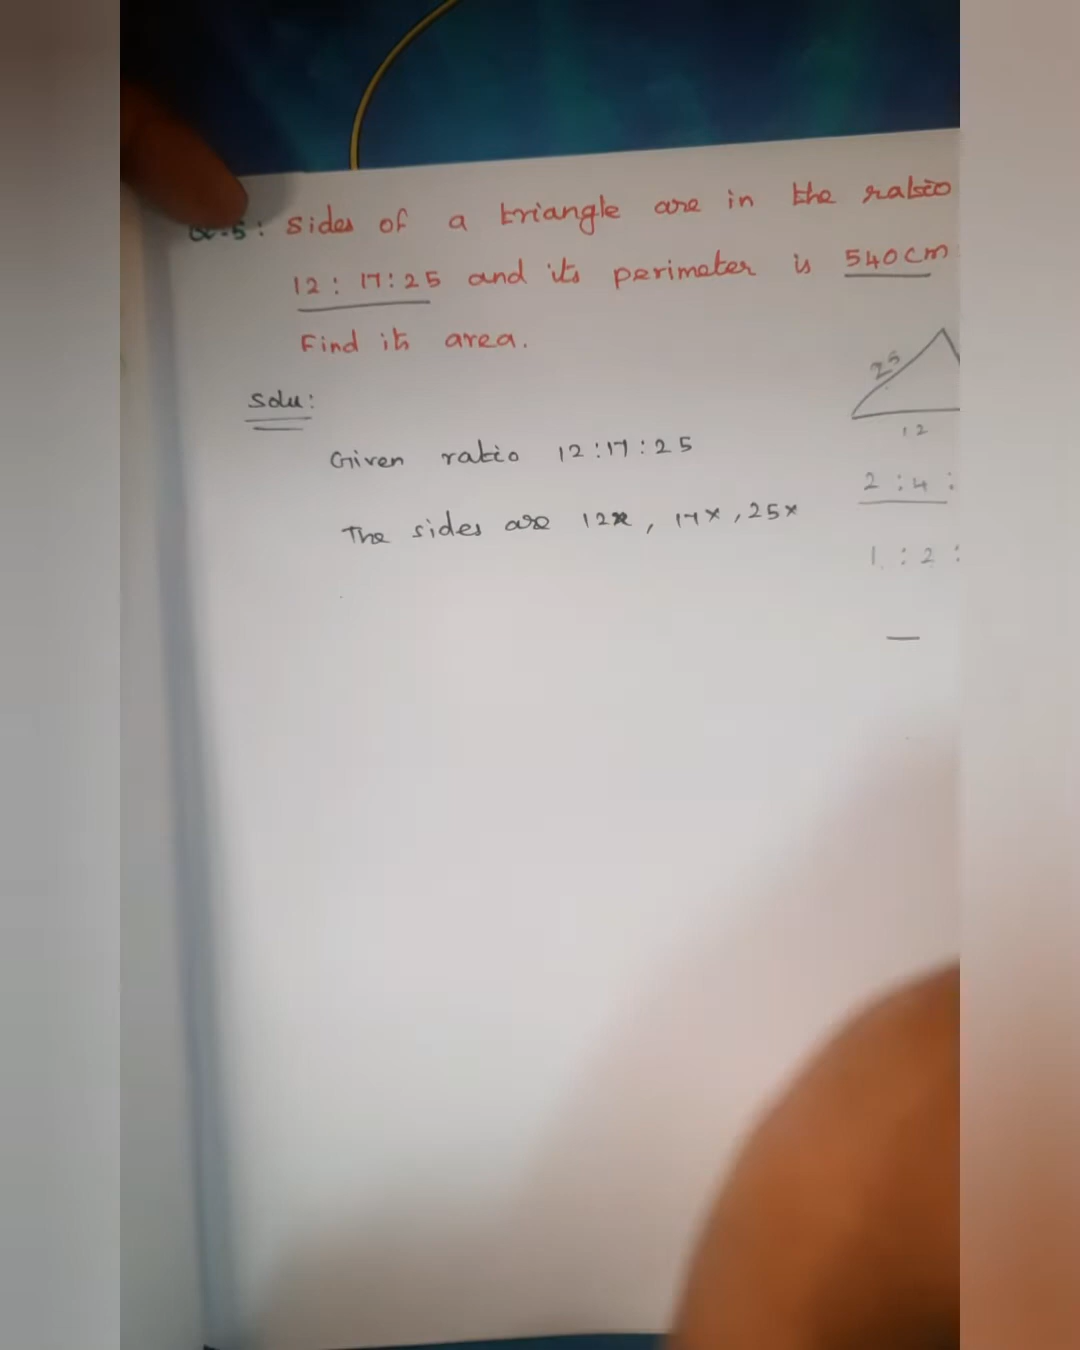 Q.5: Sides of a triangle are in the ratio
12 : 17 : 25 and its perimeter is 540cm
Find its area.
25
12
Solu:
Given ratio 12 : 17 : 25
2 : 4 :
The sides are 12x, 17x, 25x
1 : 2 :